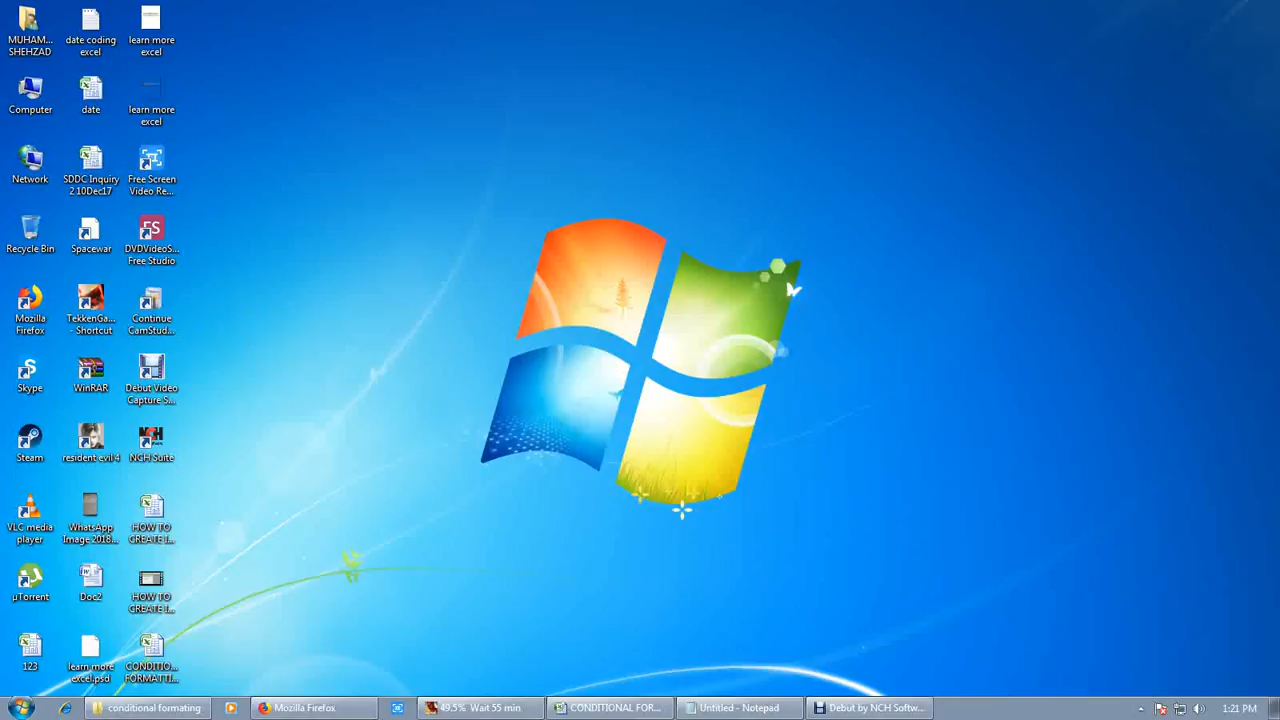 MUHAM...
SHEHZAD
date coding
excel
learn more
excel
Computer
date
learn more
excel
Network
SDDC Inquiry
2 10Dec17
Free Screen
Video Re...
Recycle Bin
Spacewar
DVDVideoS...
Free Studio
Mozilla
Firefox
TekkenGa...
- Shortcut
Continue
CamStud...
Skype
WinRAR
Debut Video
Capture S...
Steam
resident evil 4
NCH Suite
VLC media
player
WhatsApp
Image 2018...
HOW TO
CREATE I...
µTorrent
Doc2
HOW TO
CREATE I...
123
learn more
excel.psd
CONDITIO...
FORMATTI...
conditional formating
Mozilla Firefox
49.5% Wait 55 min
CONDITIONAL FOR...
Untitled - Notepad
Debut by NCH Softw...
1:21 PM